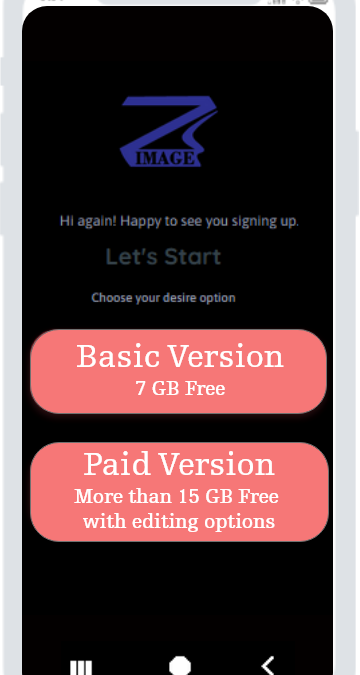 IMAGE
Hi again! Happy to see you signing up.
Let's Start
Choose your desire option
Basic Version
7 GB Free
Paid Version
More than 15 GB Free
with editing options